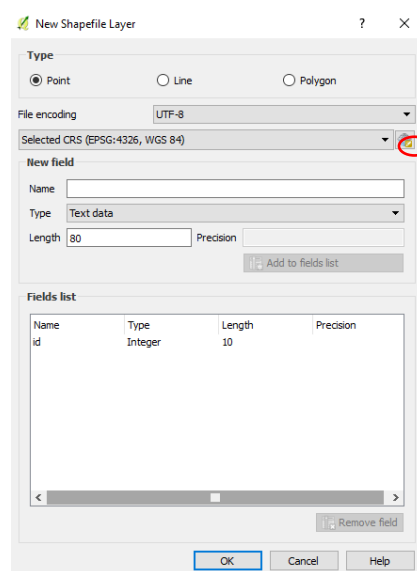 New Shapefile Layer ? ×
Type
Point Line Polygon
File encoding UTF-8
Selected CRS (EPSG:4326, WGS 84)
New field
Name
Type Text data
Length 80 Precision
Add to fields list
Fields list
Name Type Length Precision
id Integer 10
Remove field
OK Cancel Help